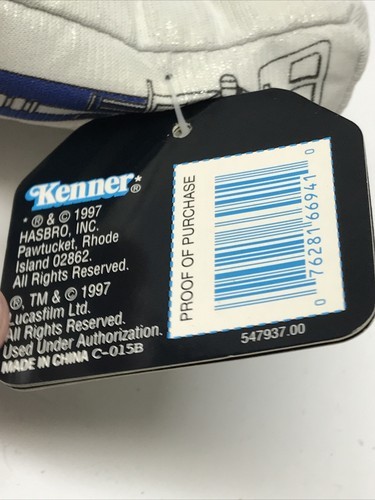 Kenner*
* ® & © 1997
HASBRO, INC.
Pawtucket, Rhode
Island 02862.
All Rights Reserved.
®, TM & © 1997
Lucasfilm Ltd.
All Rights Reserved.
Used Under Authorization.
MADE IN CHINA C-015B
PROOF OF PURCHASE
0 76281 66941 0
547937.00